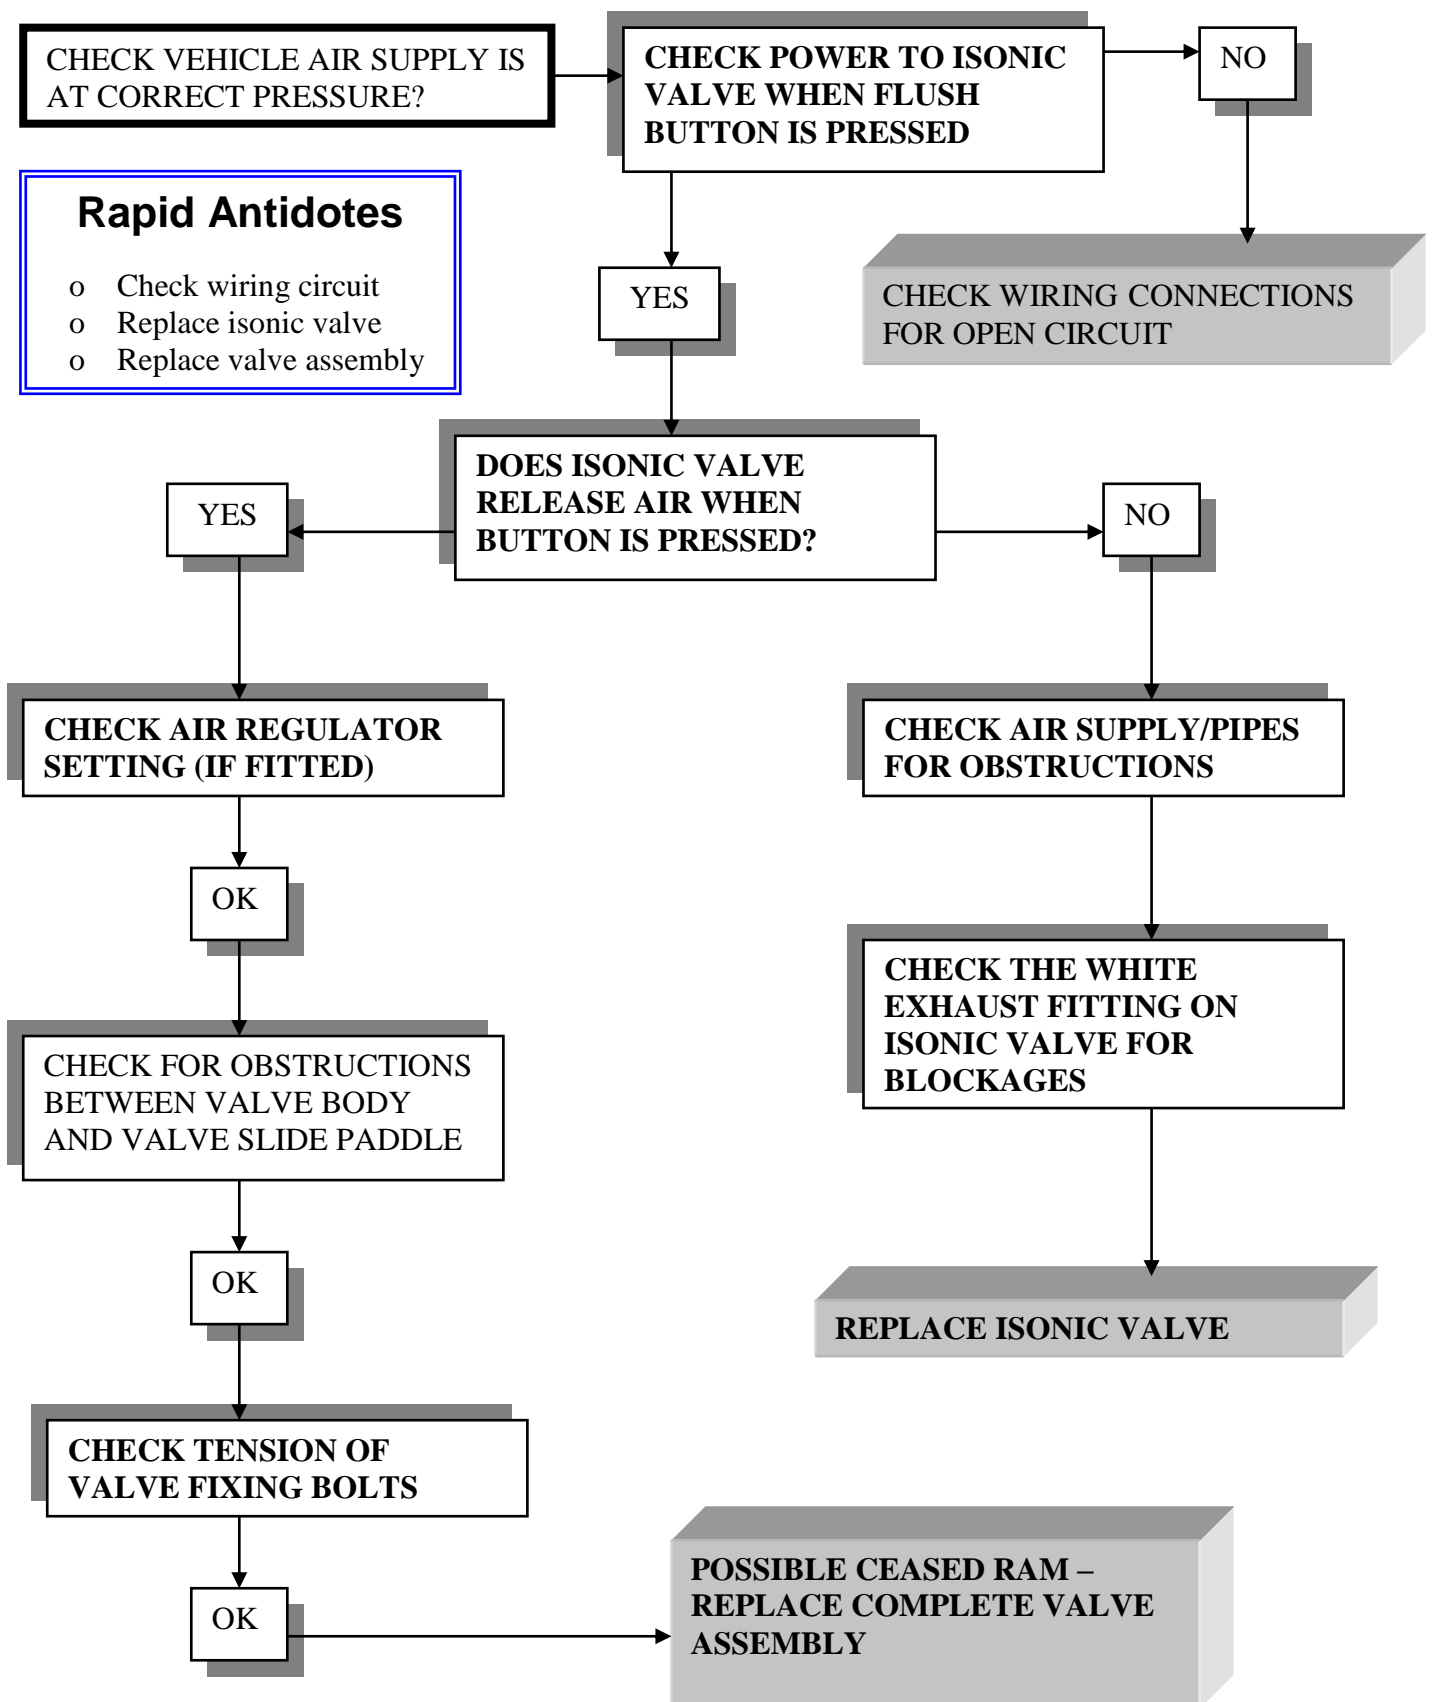 CHECK VEHICLE AIR SUPPLY IS
AT CORRECT PRESSURE?
CHECK POWER TO ISONIC
VALVE WHEN FLUSH
BUTTON IS PRESSED
NO
Rapid Antidotes
o Check wiring circuit
o Replace isonic valve
o Replace valve assembly
YES
CHECK WIRING CONNECTIONS
FOR OPEN CIRCUIT
DOES ISONIC VALVE
RELEASE AIR WHEN
BUTTON IS PRESSED?
YES
NO
CHECK AIR REGULATOR
SETTING (IF FITTED)
CHECK AIR SUPPLY/PIPES
FOR OBSTRUCTIONS
OK
CHECK THE WHITE
EXHAUST FITTING ON
ISONIC VALVE FOR
BLOCKAGES
CHECK FOR OBSTRUCTIONS
BETWEEN VALVE BODY
AND VALVE SLIDE PADDLE
OK
REPLACE ISONIC VALVE
CHECK TENSION OF
VALVE FIXING BOLTS
OK
POSSIBLE CEASED RAM –
REPLACE COMPLETE VALVE
ASSEMBLY